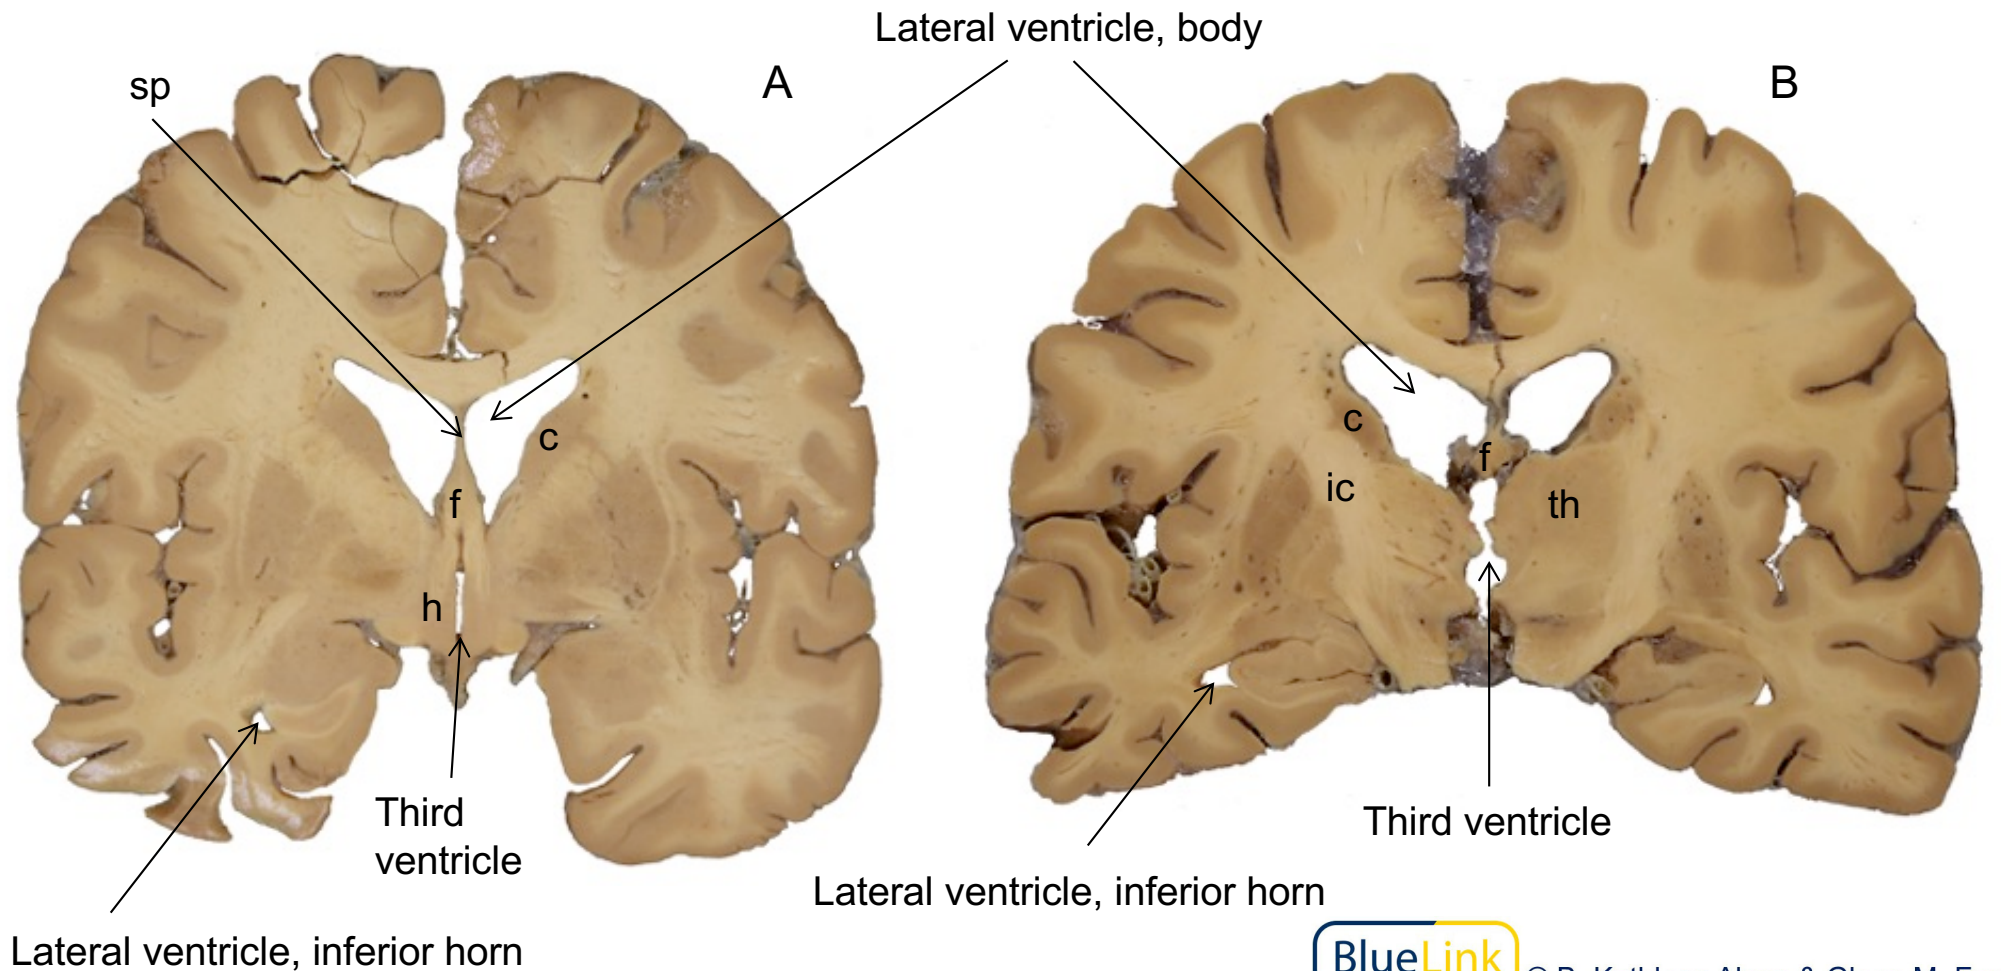 Lateral ventricle, body
sp
A
B
c
c
f
f
ic
th
h
Third
ventricle
Third ventricle
Lateral ventricle, inferior horn
Lateral ventricle, inferior horn
BlueLink